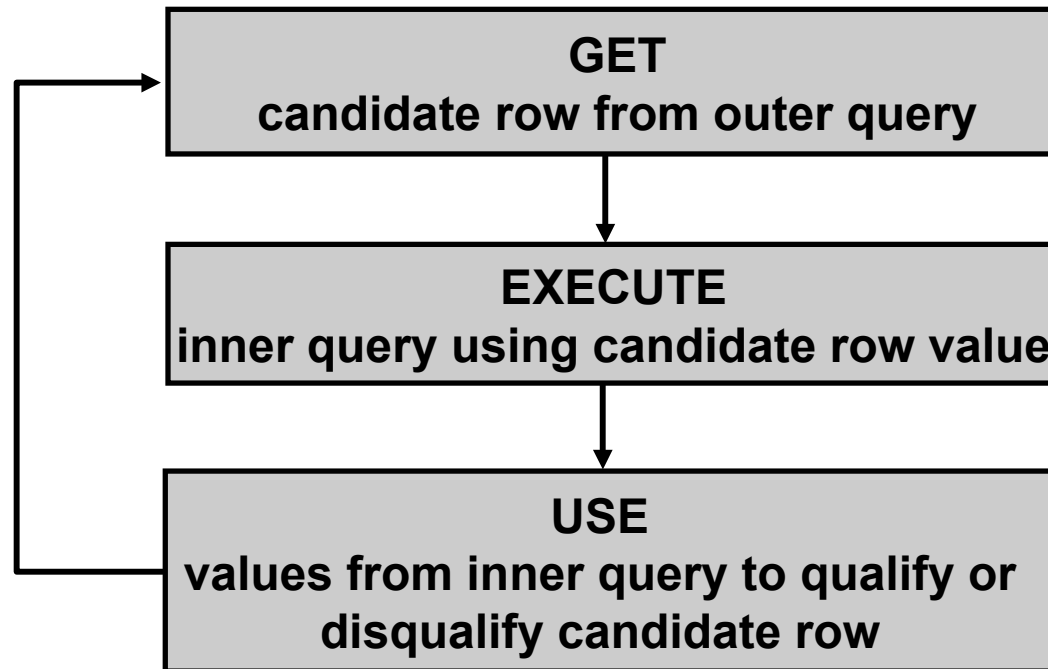 GET
candidate row from outer query
EXECUTE
inner query using candidate row value
USE
values from inner query to qualify or
disqualify candidate row